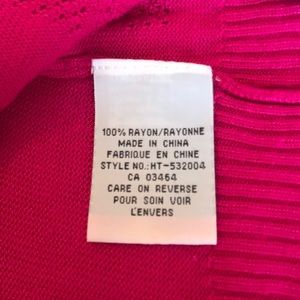 100% RAYON/RAYONNE
MADE IN CHINA
FABRIQUE EN CHINE
STYLE NO.:HT-532004
CA 03464
CARE ON REVERSE
POUR SOIN VOIR
L'ENVERS